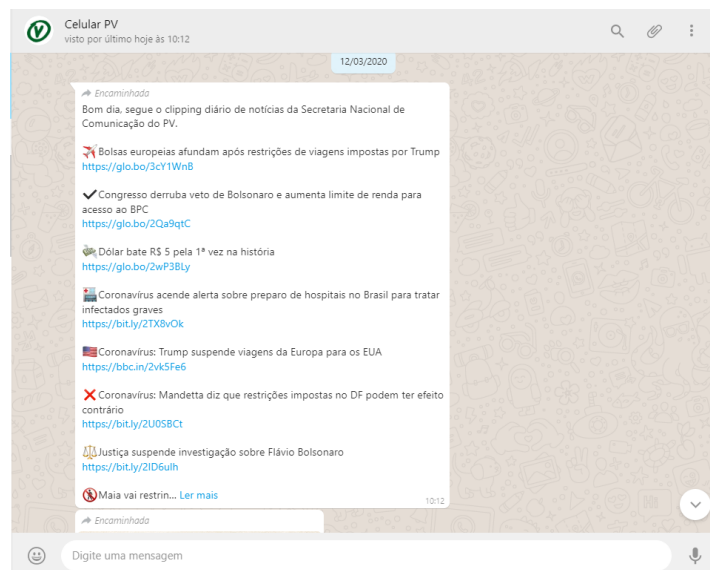 Celular PV
visto por último hoje às 10:12
12/03/2020
Encaminhada
Bom dia, segue o clipping diário de notícias da Secretaria Nacional de
Comunicação do PV.
Bolsas europeias afundam após restrições de viagens impostas por Trump
https://glo.bo/3cY1WnB
Congresso derruba veto de Bolsonaro e aumenta limite de renda para
acesso ao BPC
https://glo.bo/2Qa9qtC
Dólar bate R$ 5 pela 1ª vez na história
https://glo.bo/2wP3BLy
Coronavírus acende alerta sobre preparo de hospitais no Brasil para tratar
infectados graves
https://bit.ly/2TX8vOk
Coronavírus: Trump suspende viagens da Europa para os EUA
https://bbc.in/2vk5Fe6
Coronavírus: Mandetta diz que restrições impostas no DF podem ter efeito
contrário
https://bit.ly/2U0SBCt
Justiça suspende investigação sobre Flávio Bolsonaro
https://bit.ly/2ID6ulh
Maia vai restrin... Ler mais
10:12
Encaminhada
Digite uma mensagem